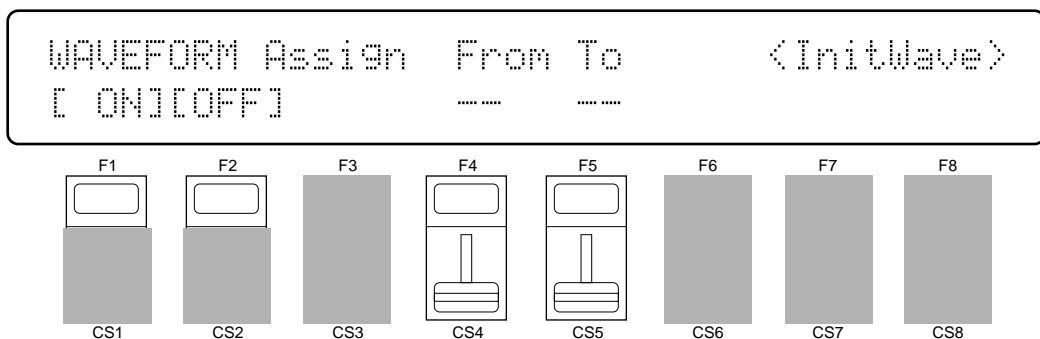 WAVEFORM Assign From To <InitWave>
[ ON][OFF] -- --
F1 F2 F3 F4 F5 F6 F7 F8
CS1 CS2 CS3 CS4 CS5 CS6 CS7 CS8